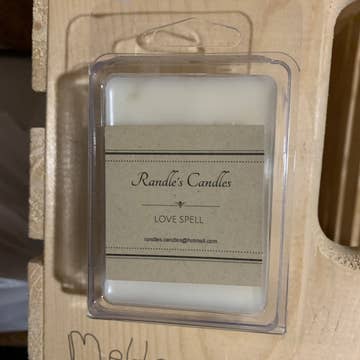 Randle's Candles
LOVE SPELL
randles.candles@hotmail.com